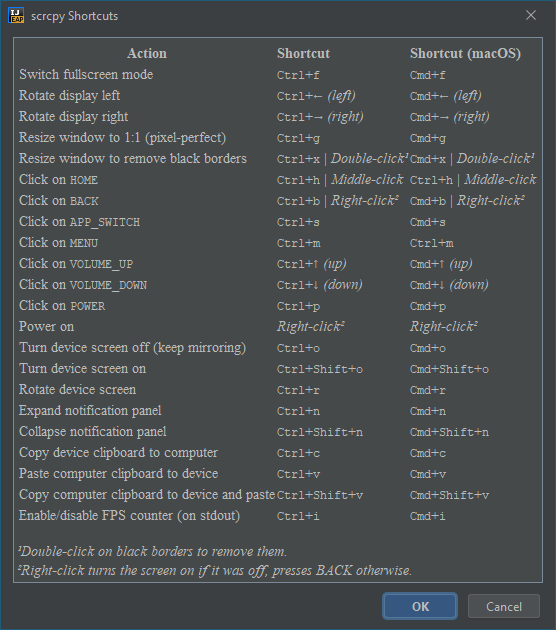 IJ EAP scrcpy Shortcuts
Action Shortcut Shortcut (macOS)
Switch fullscreen mode Ctrl+f Cmd+f
Rotate display left Ctrl+← (left) Cmd+← (left)
Rotate display right Ctrl+→ (right) Cmd+→ (right)
Resize window to 1:1 (pixel-perfect) Ctrl+g Cmd+g
Resize window to remove black borders Ctrl+x | Double-click¹ Cmd+x | Double-click¹
Click on HOME Ctrl+h | Middle-click Ctrl+h | Middle-click
Click on BACK Ctrl+b | Right-click² Cmd+b | Right-click²
Click on APP_SWITCH Ctrl+s Cmd+s
Click on MENU Ctrl+m Ctrl+m
Click on VOLUME_UP Ctrl+↑ (up) Cmd+↑ (up)
Click on VOLUME_DOWN Ctrl+↓ (down) Cmd+↓ (down)
Click on POWER Ctrl+p Cmd+p
Power on Right-click² Right-click²
Turn device screen off (keep mirroring) Ctrl+o Cmd+o
Turn device screen on Ctrl+Shift+o Cmd+Shift+o
Rotate device screen Ctrl+r Cmd+r
Expand notification panel Ctrl+n Cmd+n
Collapse notification panel Ctrl+Shift+n Cmd+Shift+n
Copy device clipboard to computer Ctrl+c Cmd+c
Paste computer clipboard to device Ctrl+v Cmd+v
Copy computer clipboard to device and paste Ctrl+Shift+v Cmd+Shift+v
Enable/disable FPS counter (on stdout) Ctrl+i Cmd+i
¹Double-click on black borders to remove them.
²Right-click turns the screen on if it was off, presses BACK otherwise.
OK Cancel